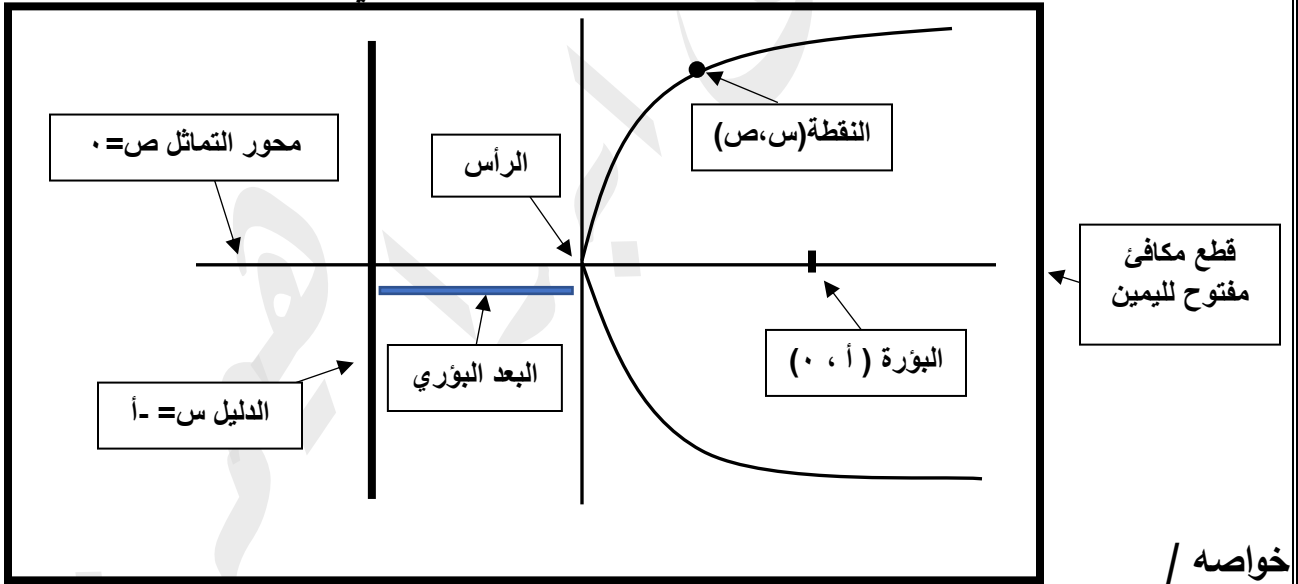 محور التماثل ص=٠
الرأس
النقطة(س،ص)
قطع مكافئ
مفتوح لليمين
البؤرة ( أ ، ٠)
البعد البؤري
الدليل س= -أ
خواصه /